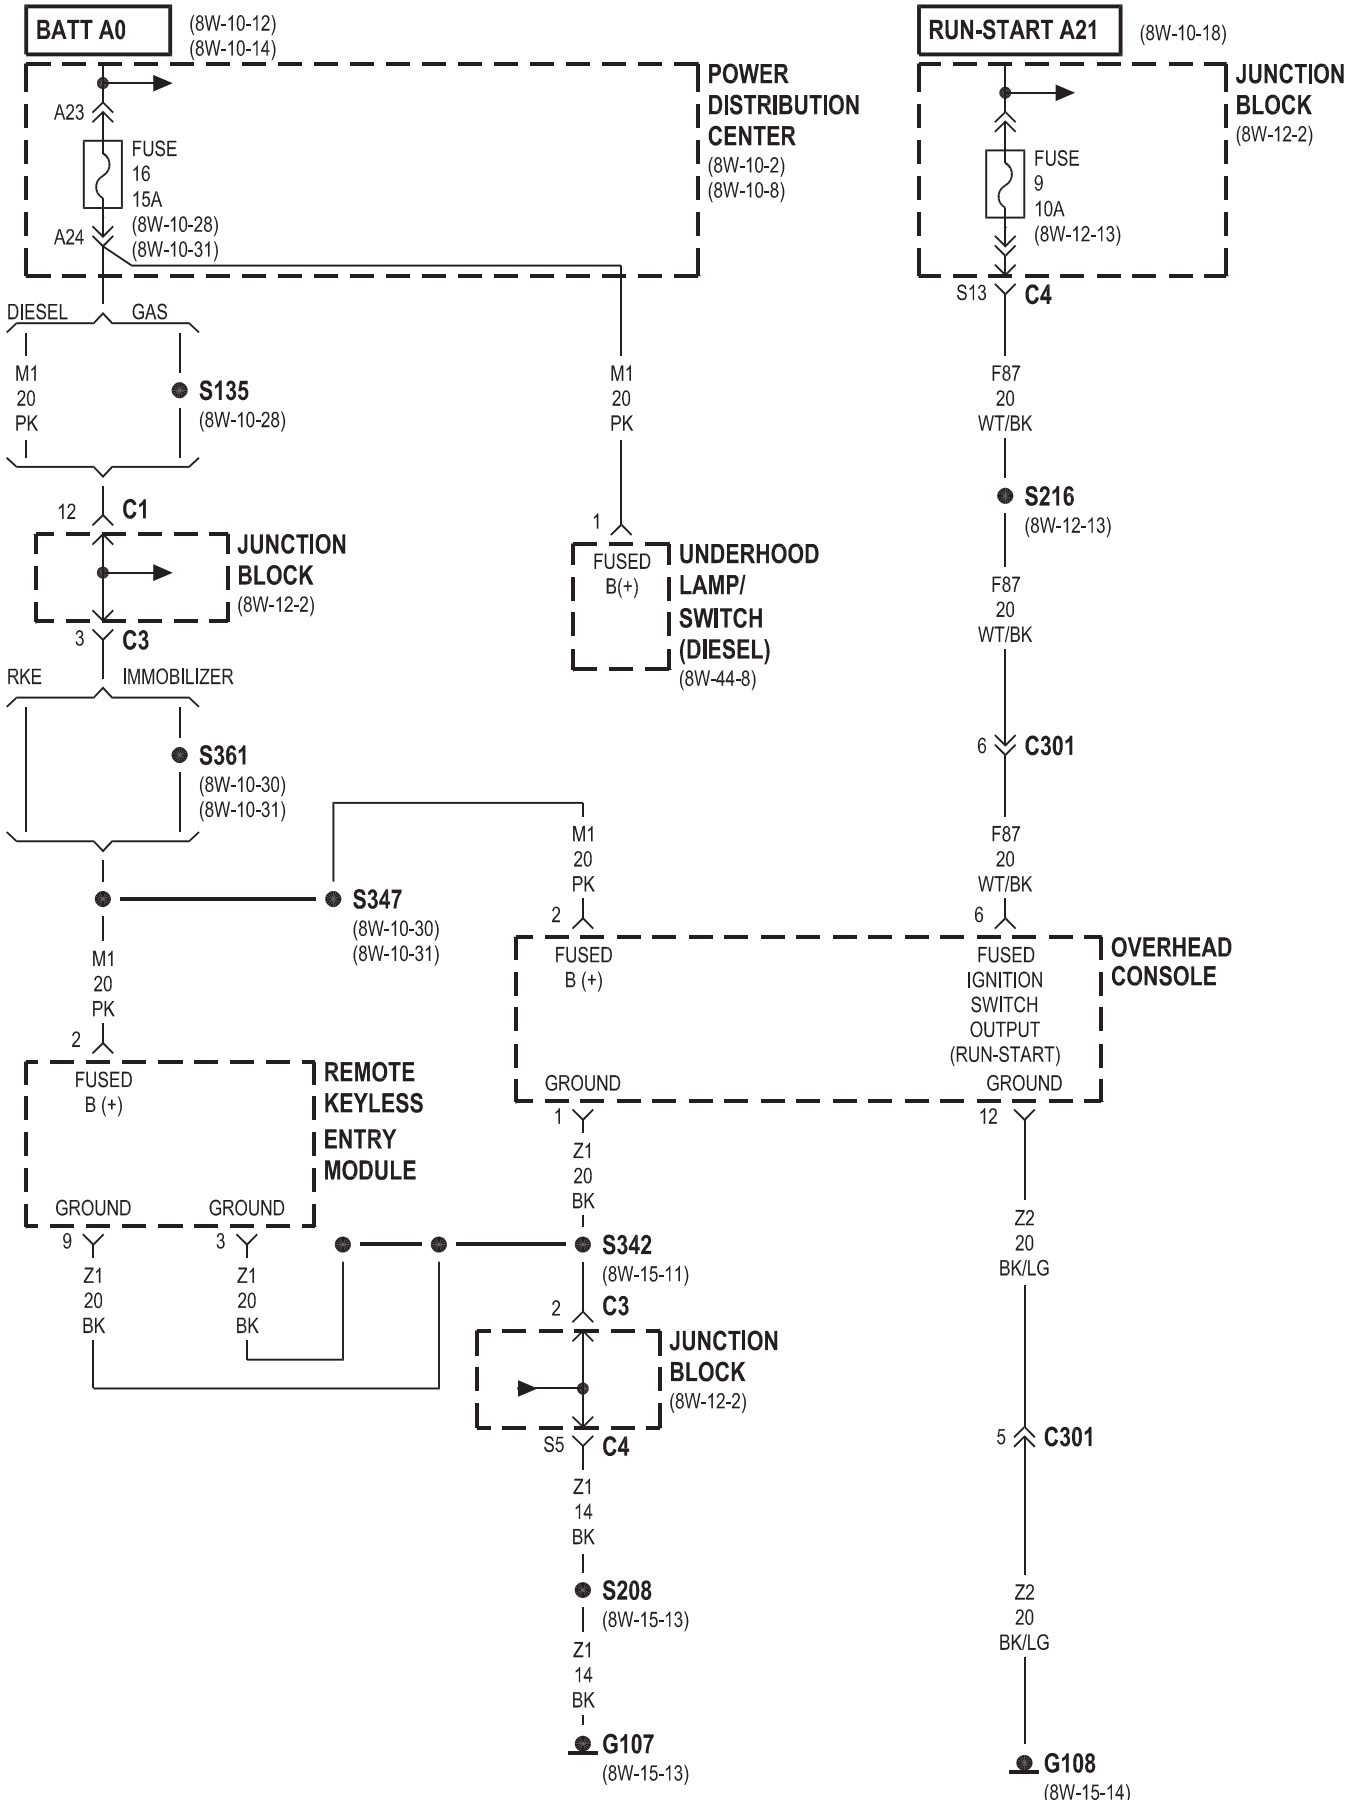 BATT A0
(8W-10-12)
(8W-10-14)
RUN-START A21
(8W-10-18)
POWER
DISTRIBUTION
CENTER
(8W-10-2)
(8W-10-8)
JUNCTION
BLOCK
(8W-12-2)
A23
FUSE
16
15A
(8W-10-28)
(8W-10-31)
A24
FUSE
9
10A
(8W-12-13)
S13
C4
DIESEL
GAS
M1
20
PK
S135
(8W-10-28)
M1
20
PK
F87
20
WT/BK
12
C1
S216
(8W-12-13)
JUNCTION
BLOCK
(8W-12-2)
1
FUSED
B(+)
UNDERHOOD
LAMP/
SWITCH
(DIESEL)
(8W-44-8)
F87
20
WT/BK
3
C3
RKE
IMMOBILIZER
S361
(8W-10-30)
(8W-10-31)
6
C301
M1
20
PK
F87
20
WT/BK
S347
(8W-10-30)
(8W-10-31)
2
6
M1
20
PK
FUSED
B (+)
FUSED
IGNITION
SWITCH
OUTPUT
(RUN-START)
OVERHEAD
CONSOLE
2
FUSED
B (+)
REMOTE
KEYLESS
ENTRY
MODULE
GROUND
GROUND
1
12
Z1
20
BK
GROUND
GROUND
9
3
Z1
20
BK
Z1
20
BK
S342
(8W-15-11)
Z2
20
BK/LG
2
C3
JUNCTION
BLOCK
(8W-12-2)
S5
C4
5
C301
Z1
14
BK
S208
(8W-15-13)
Z2
20
BK/LG
Z1
14
BK
G107
(8W-15-13)
G108
(8W-15-14)